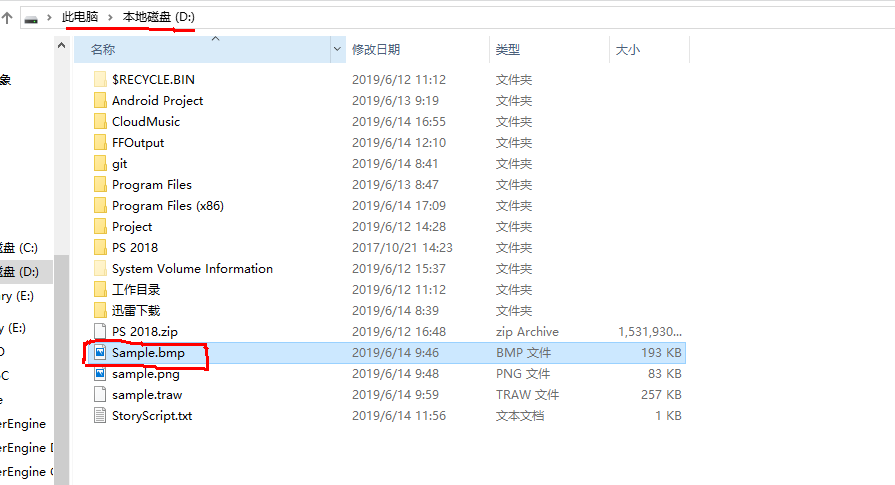 此电脑 > 本地磁盘 (D:)
名称 修改日期 类型 大小
象
$RECYCLE.BIN 2019/6/12 11:12 文件夹
Android Project 2019/6/13 9:19 文件夹
CloudMusic 2019/6/14 16:55 文件夹
FFOutput 2019/6/14 12:10 文件夹
git 2019/6/14 8:41 文件夹
Program Files 2019/6/13 8:47 文件夹
Program Files (x86) 2019/6/14 17:09 文件夹
Project 2019/6/12 14:28 文件夹
PS 2018 2017/10/21 14:23 文件夹
System Volume Information 2019/6/12 15:37 文件夹
工作目录 2019/6/12 11:12 文件夹
迅雷下载 2019/6/14 8:39 文件夹
PS 2018.zip 2019/6/12 16:48 zip Archive 1,531,930...
Sample.bmp 2019/6/14 9:46 BMP 文件 193 KB
sample.png 2019/6/14 9:48 PNG 文件 83 KB
sample.traw 2019/6/14 9:59 TRAW 文件 257 KB
StoryScript.txt 2019/6/14 11:56 文本文档 1 KB
磁盘 (C:)
磁盘 (D:)
ry (E:)
y (E:)
erEngine
erEngine
erEngine